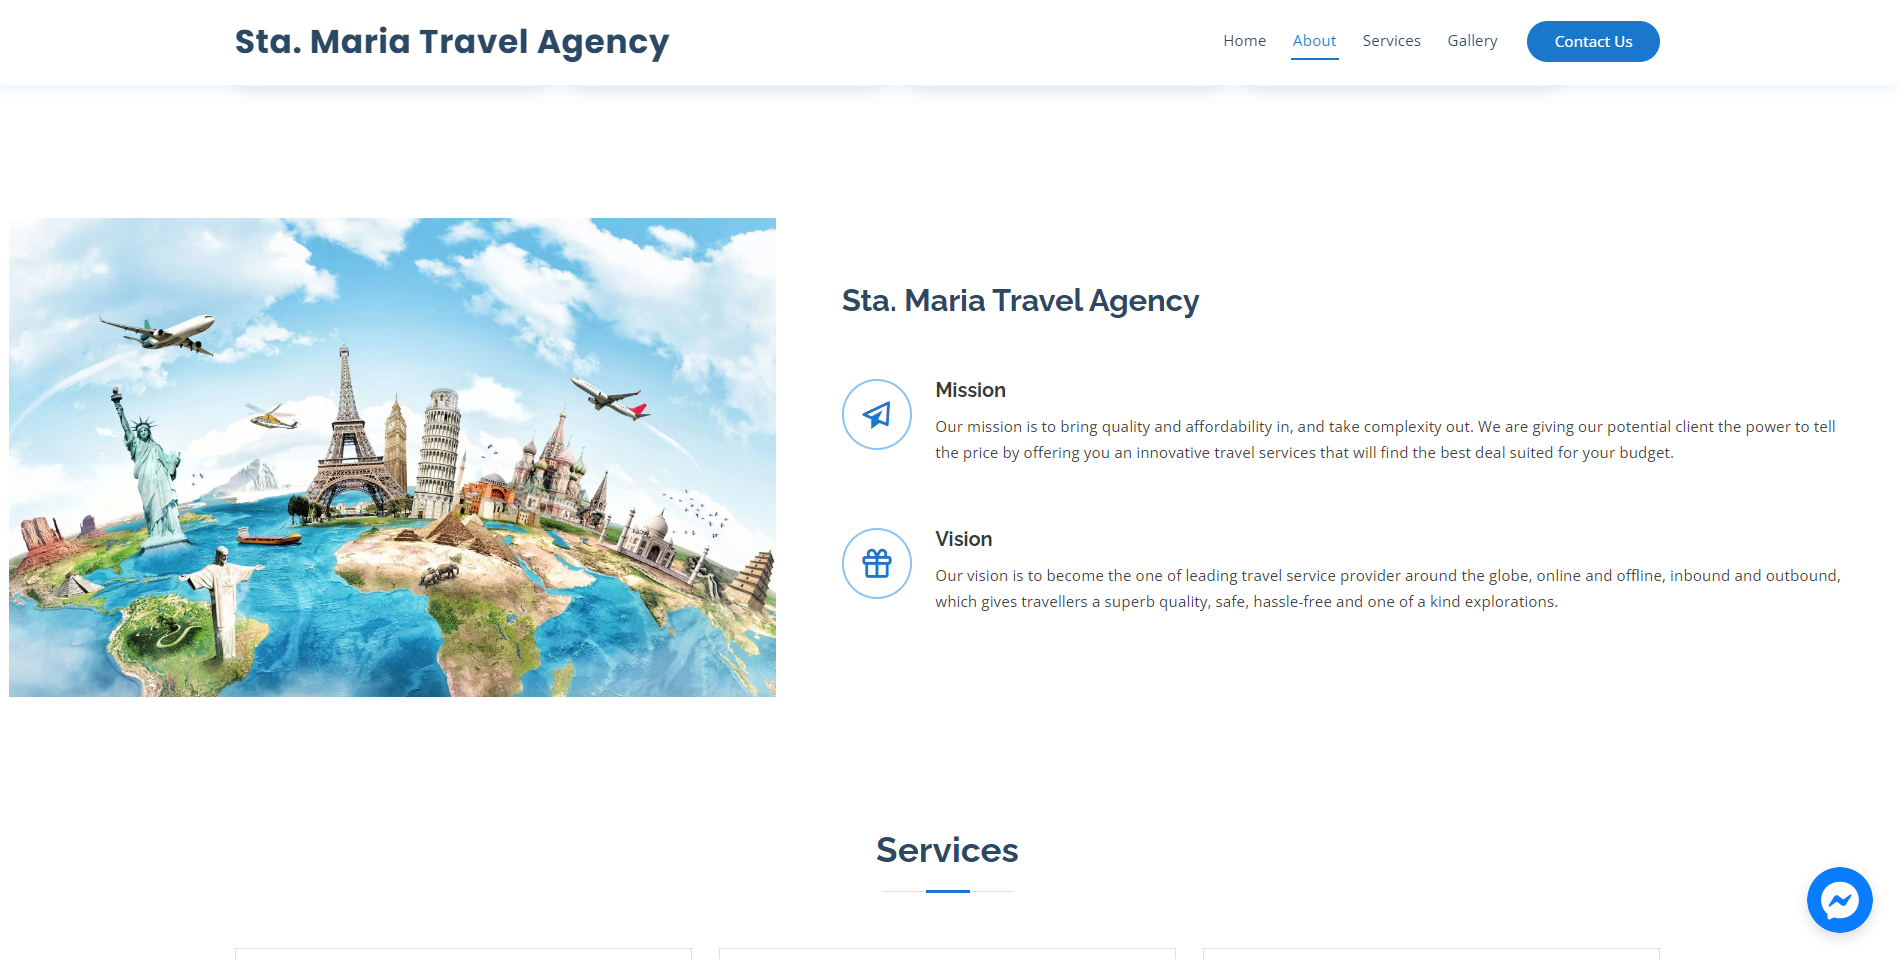 Sta. Maria Travel Agency
Home
About
Services
Gallery
Contact Us
Sta. Maria Travel Agency
Mission
Our mission is to bring quality and affordability in, and take complexity out. We are giving our potential client the power to tell
the price by offering you an innovative travel services that will find the best deal suited for your budget.
Vision
Our vision is to become the one of leading travel service provider around the globe, online and offline, inbound and outbound,
which gives travellers a superb quality, safe, hassle-free and one of a kind explorations.
Services